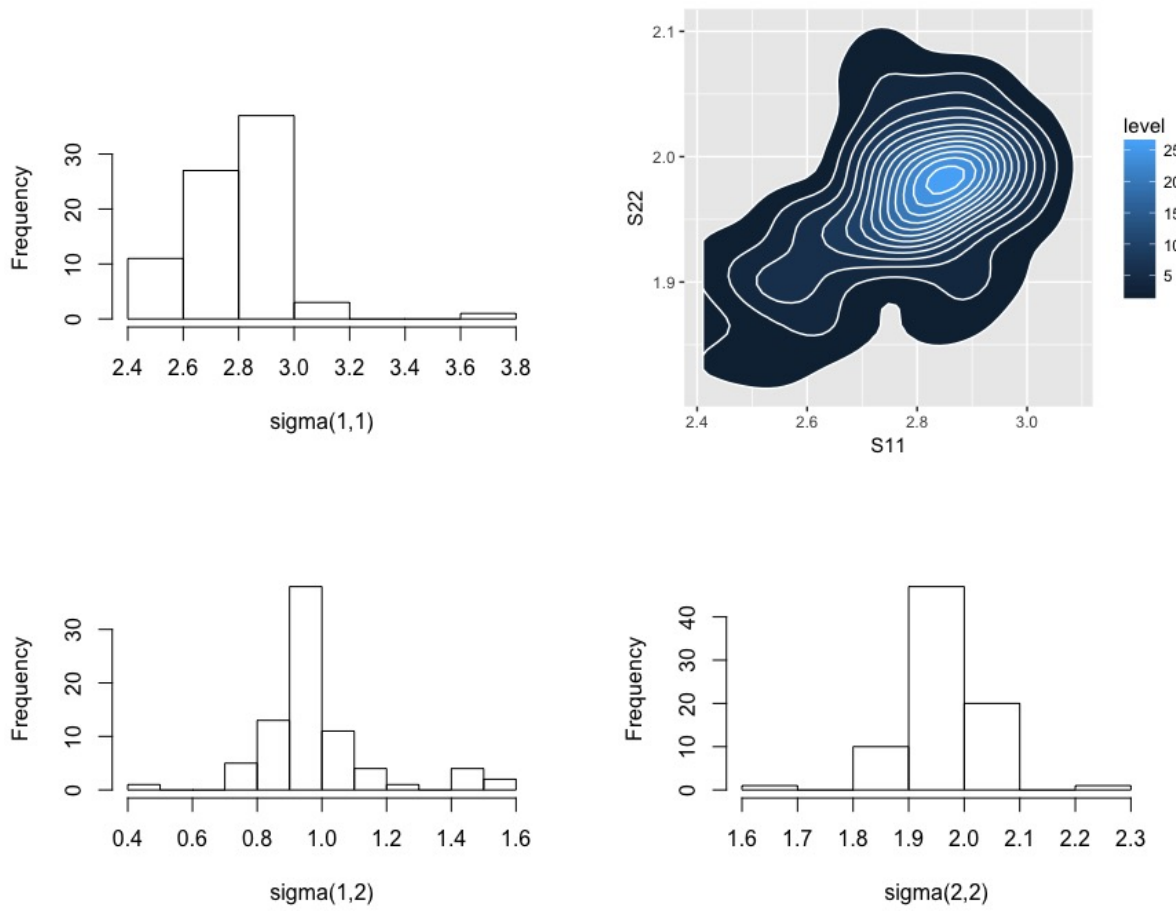 Frequency
0 10 20 30
2.4 2.6 2.8 3.0 3.2 3.4 3.6 3.8
sigma(1,1)
S22
2.1
2.0
1.9
2.4 2.6 2.8 3.0
S11
level
25
20
15
10
5
Frequency
0 10 20 30
0.4 0.6 0.8 1.0 1.2 1.4 1.6
sigma(1,2)
Frequency
0 10 20 30 40
1.6 1.7 1.8 1.9 2.0 2.1 2.2 2.3
sigma(2,2)